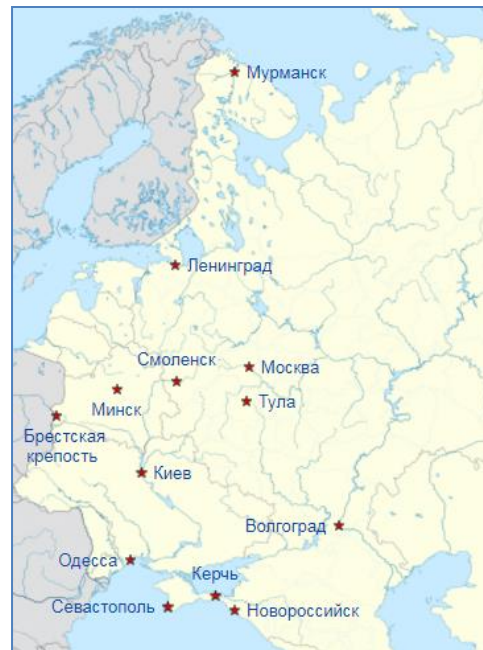 Мурманск
Ленинград
Смоленск
Москва
Минск
Тула
Брестская
крепость
Киев
Волгоград
Одесса
Керчь
Севастополь
Новороссийск